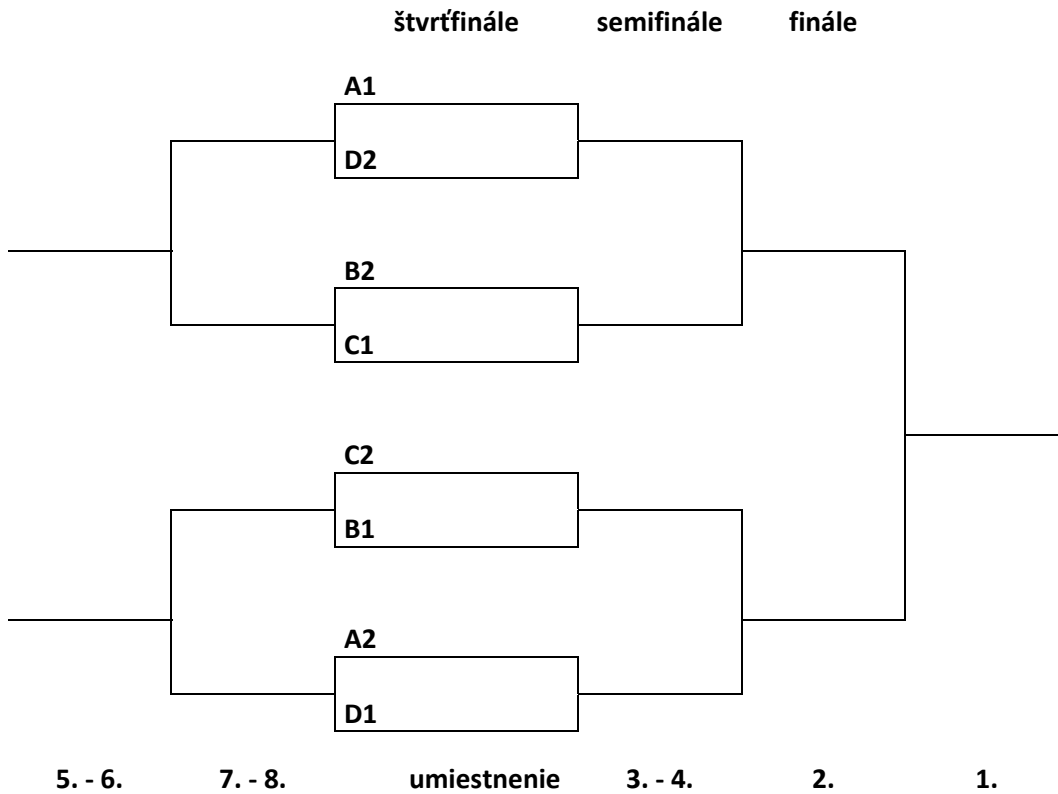 štvrťfinále semifinále finále
A1
D2
B2
C1
C2
B1
A2
D1
5. - 6. 7. - 8. umiestnenie 3. - 4. 2. 1.